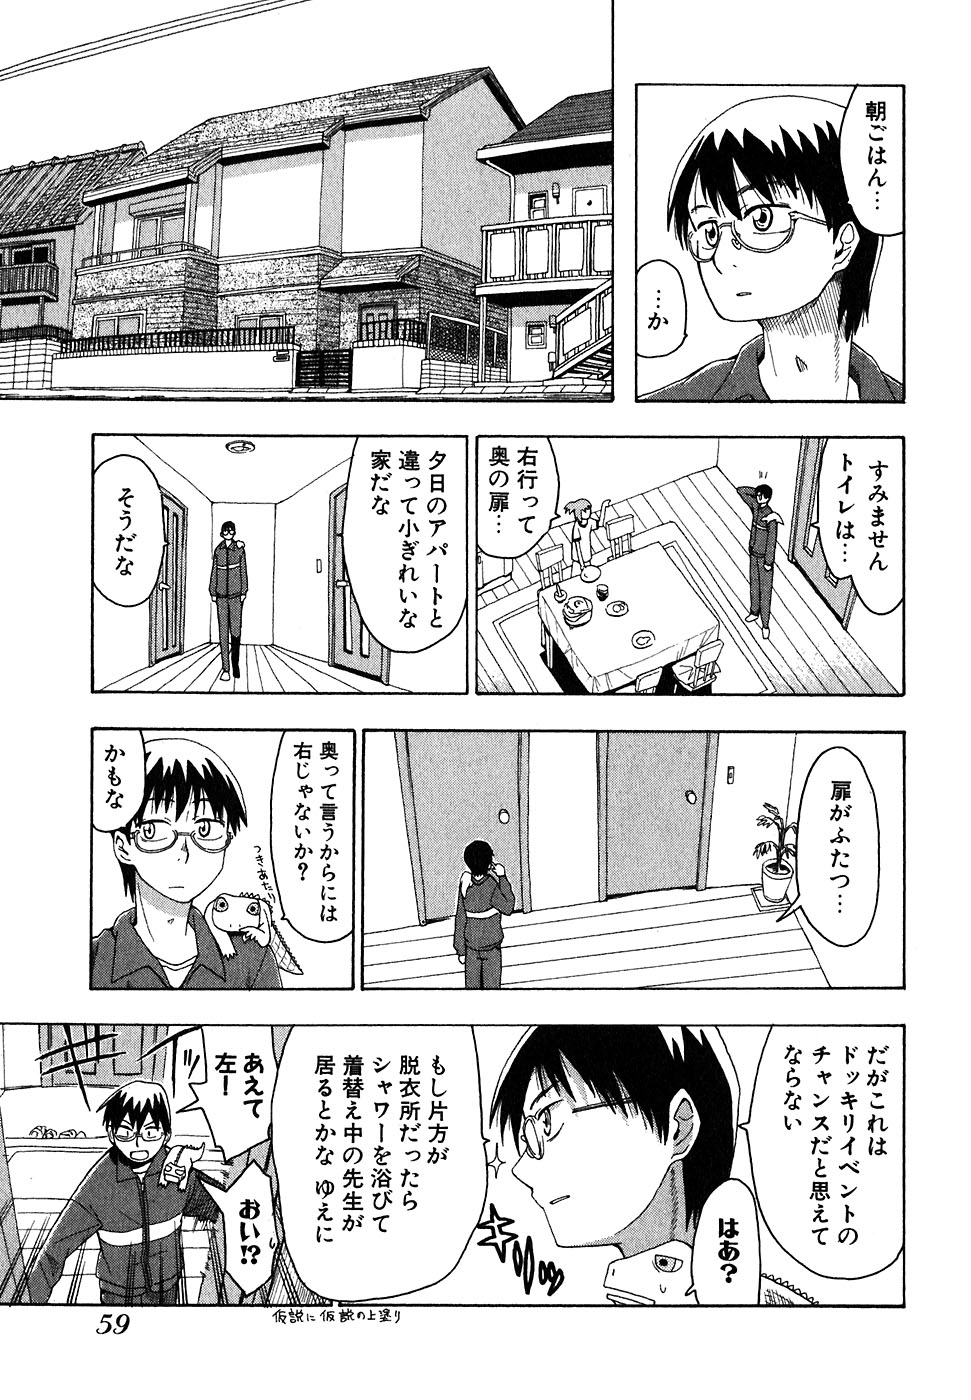 朝ごはん…
…か
すみません
トイレは…
右行って
奥の扉…
夕日のアパートと
違って小ぎれいな
家だな
そうだな
扉がふたつ…
奥って言うからには
右じゃないか？
つきあたり
かもな
だがこれは
ドッキリイベントの
チャンスだと思えて
ならない
はあ？
もし片方が
脱衣所だったら
シャワーを浴びて
着替え中の先生が
居るとかな ゆえに
あえて
左！
おい!?
仮説に仮説の上塗り
59